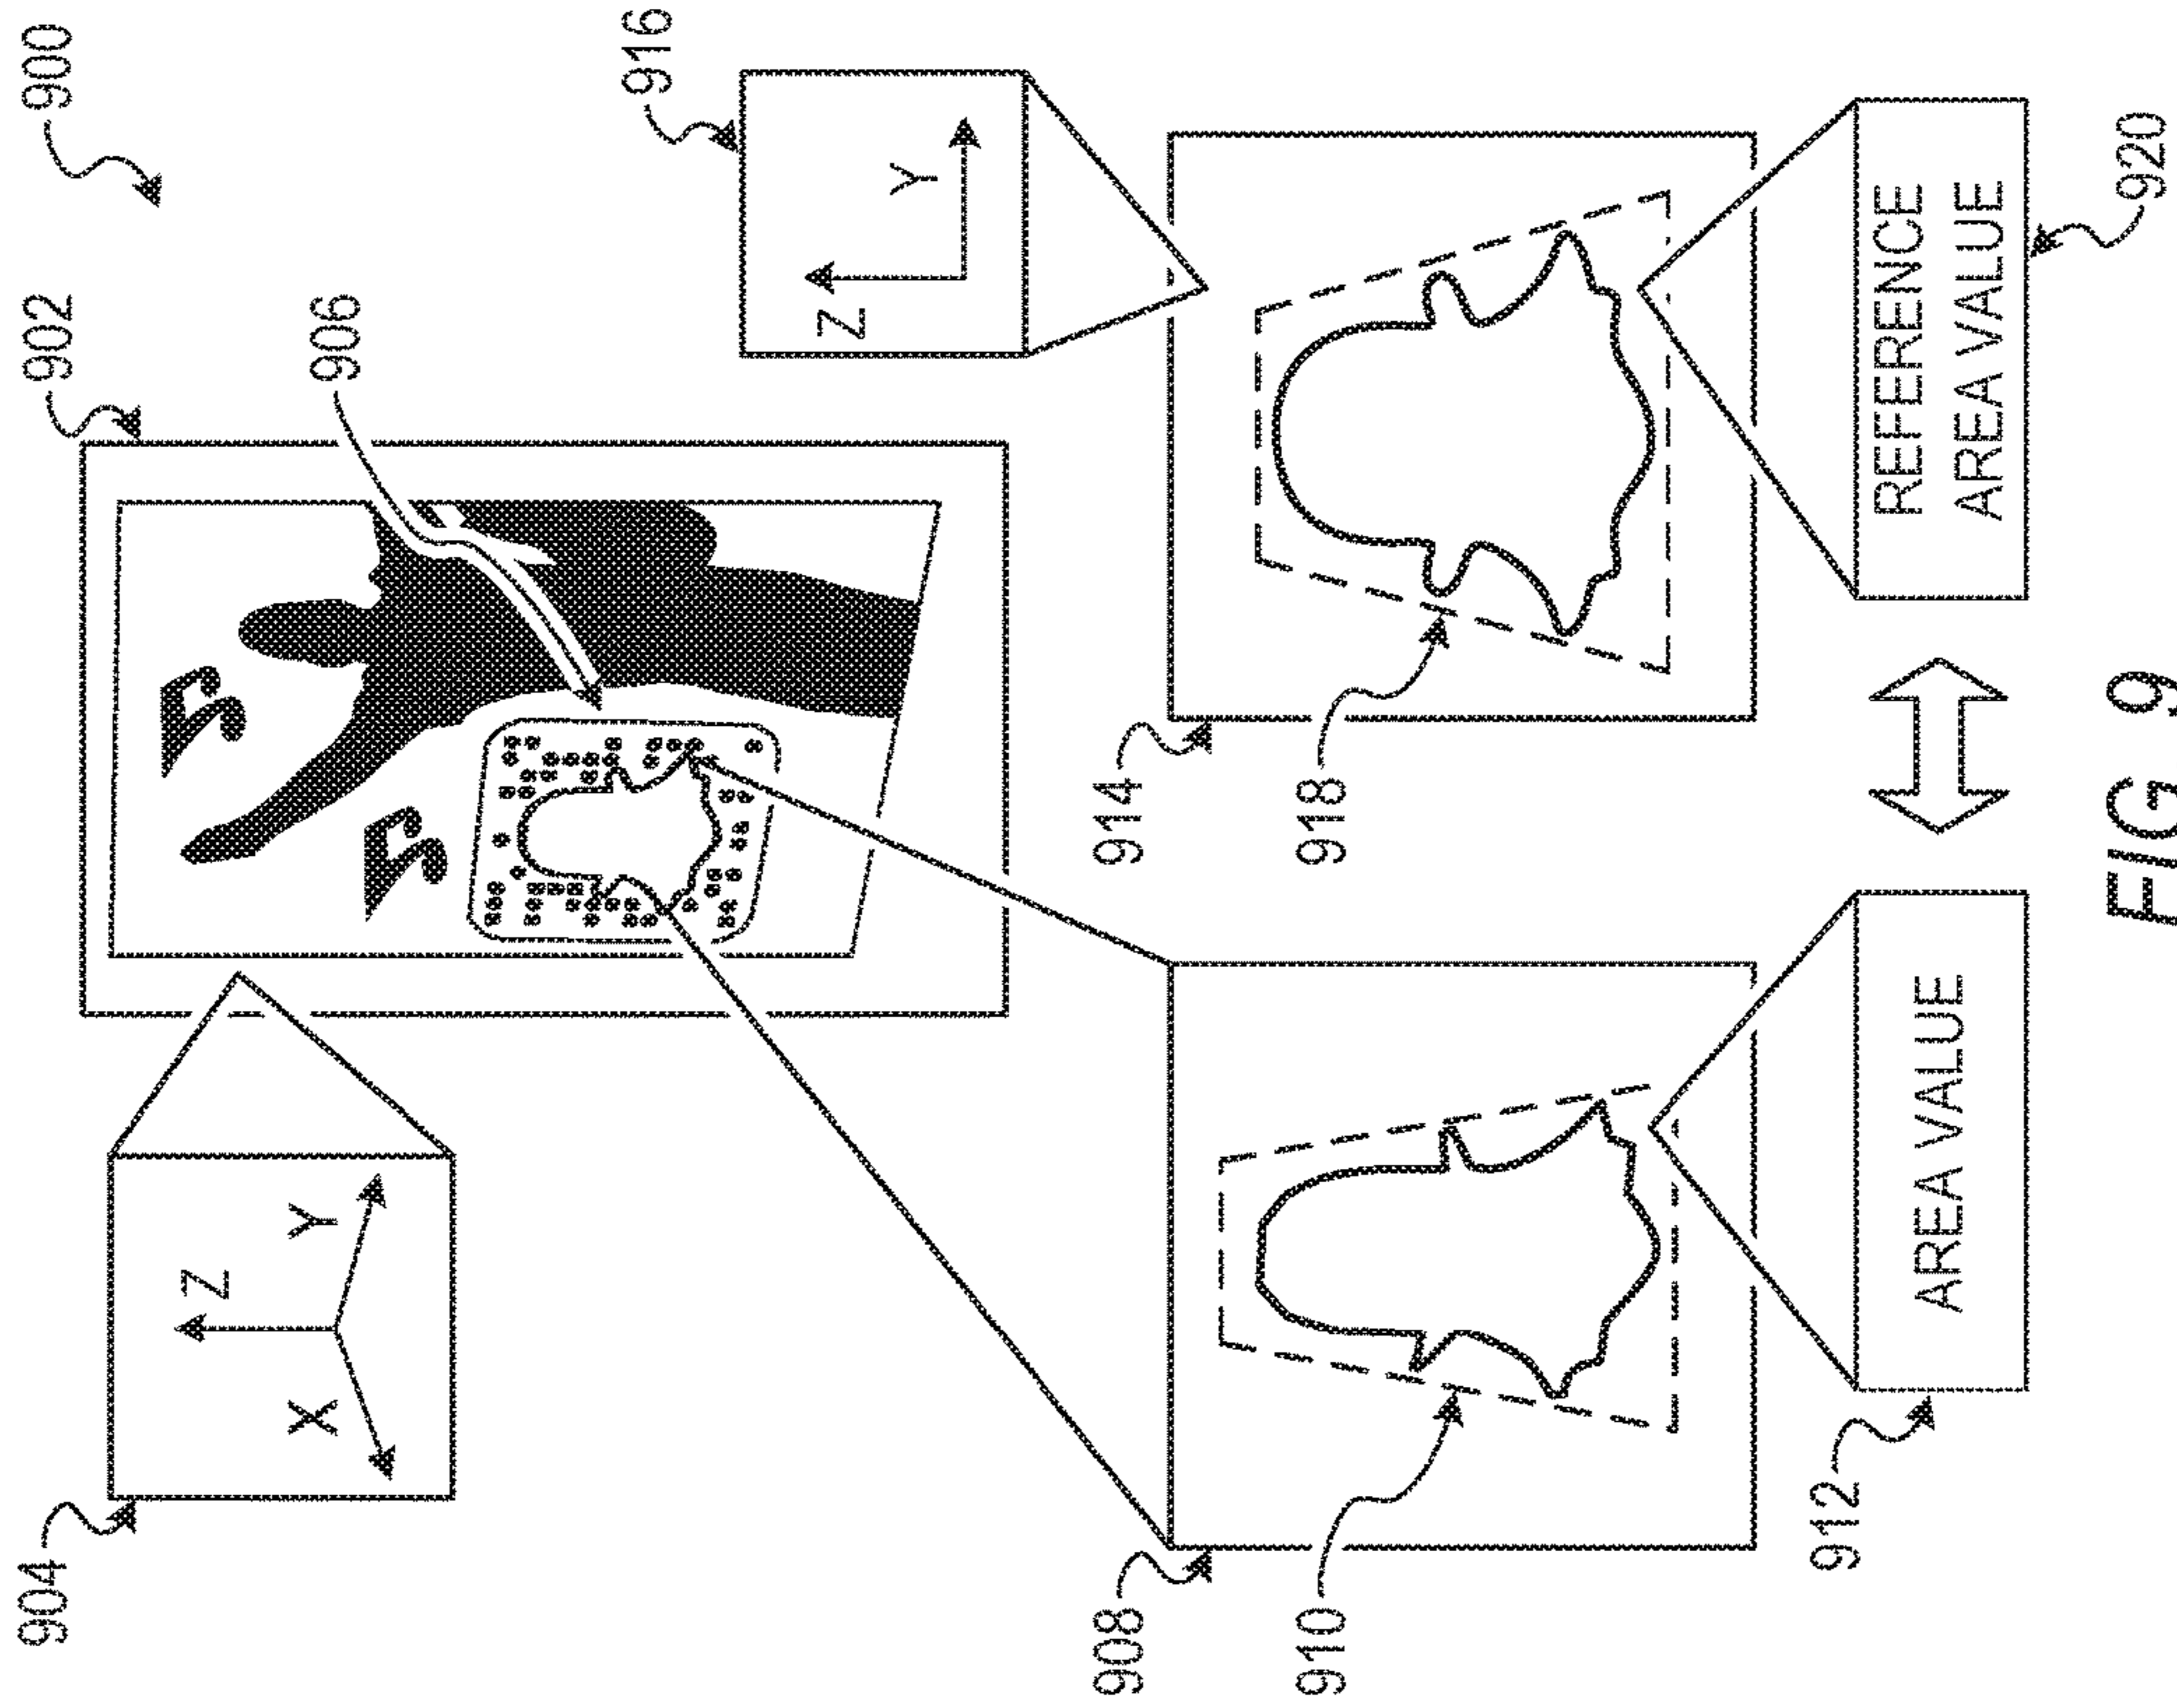 900
902
904
X
Z
Y
906
916
Z
Y
908
910
914
918
912
AREA VALUE
REFERENCE
AREA VALUE
920
FIG. 9